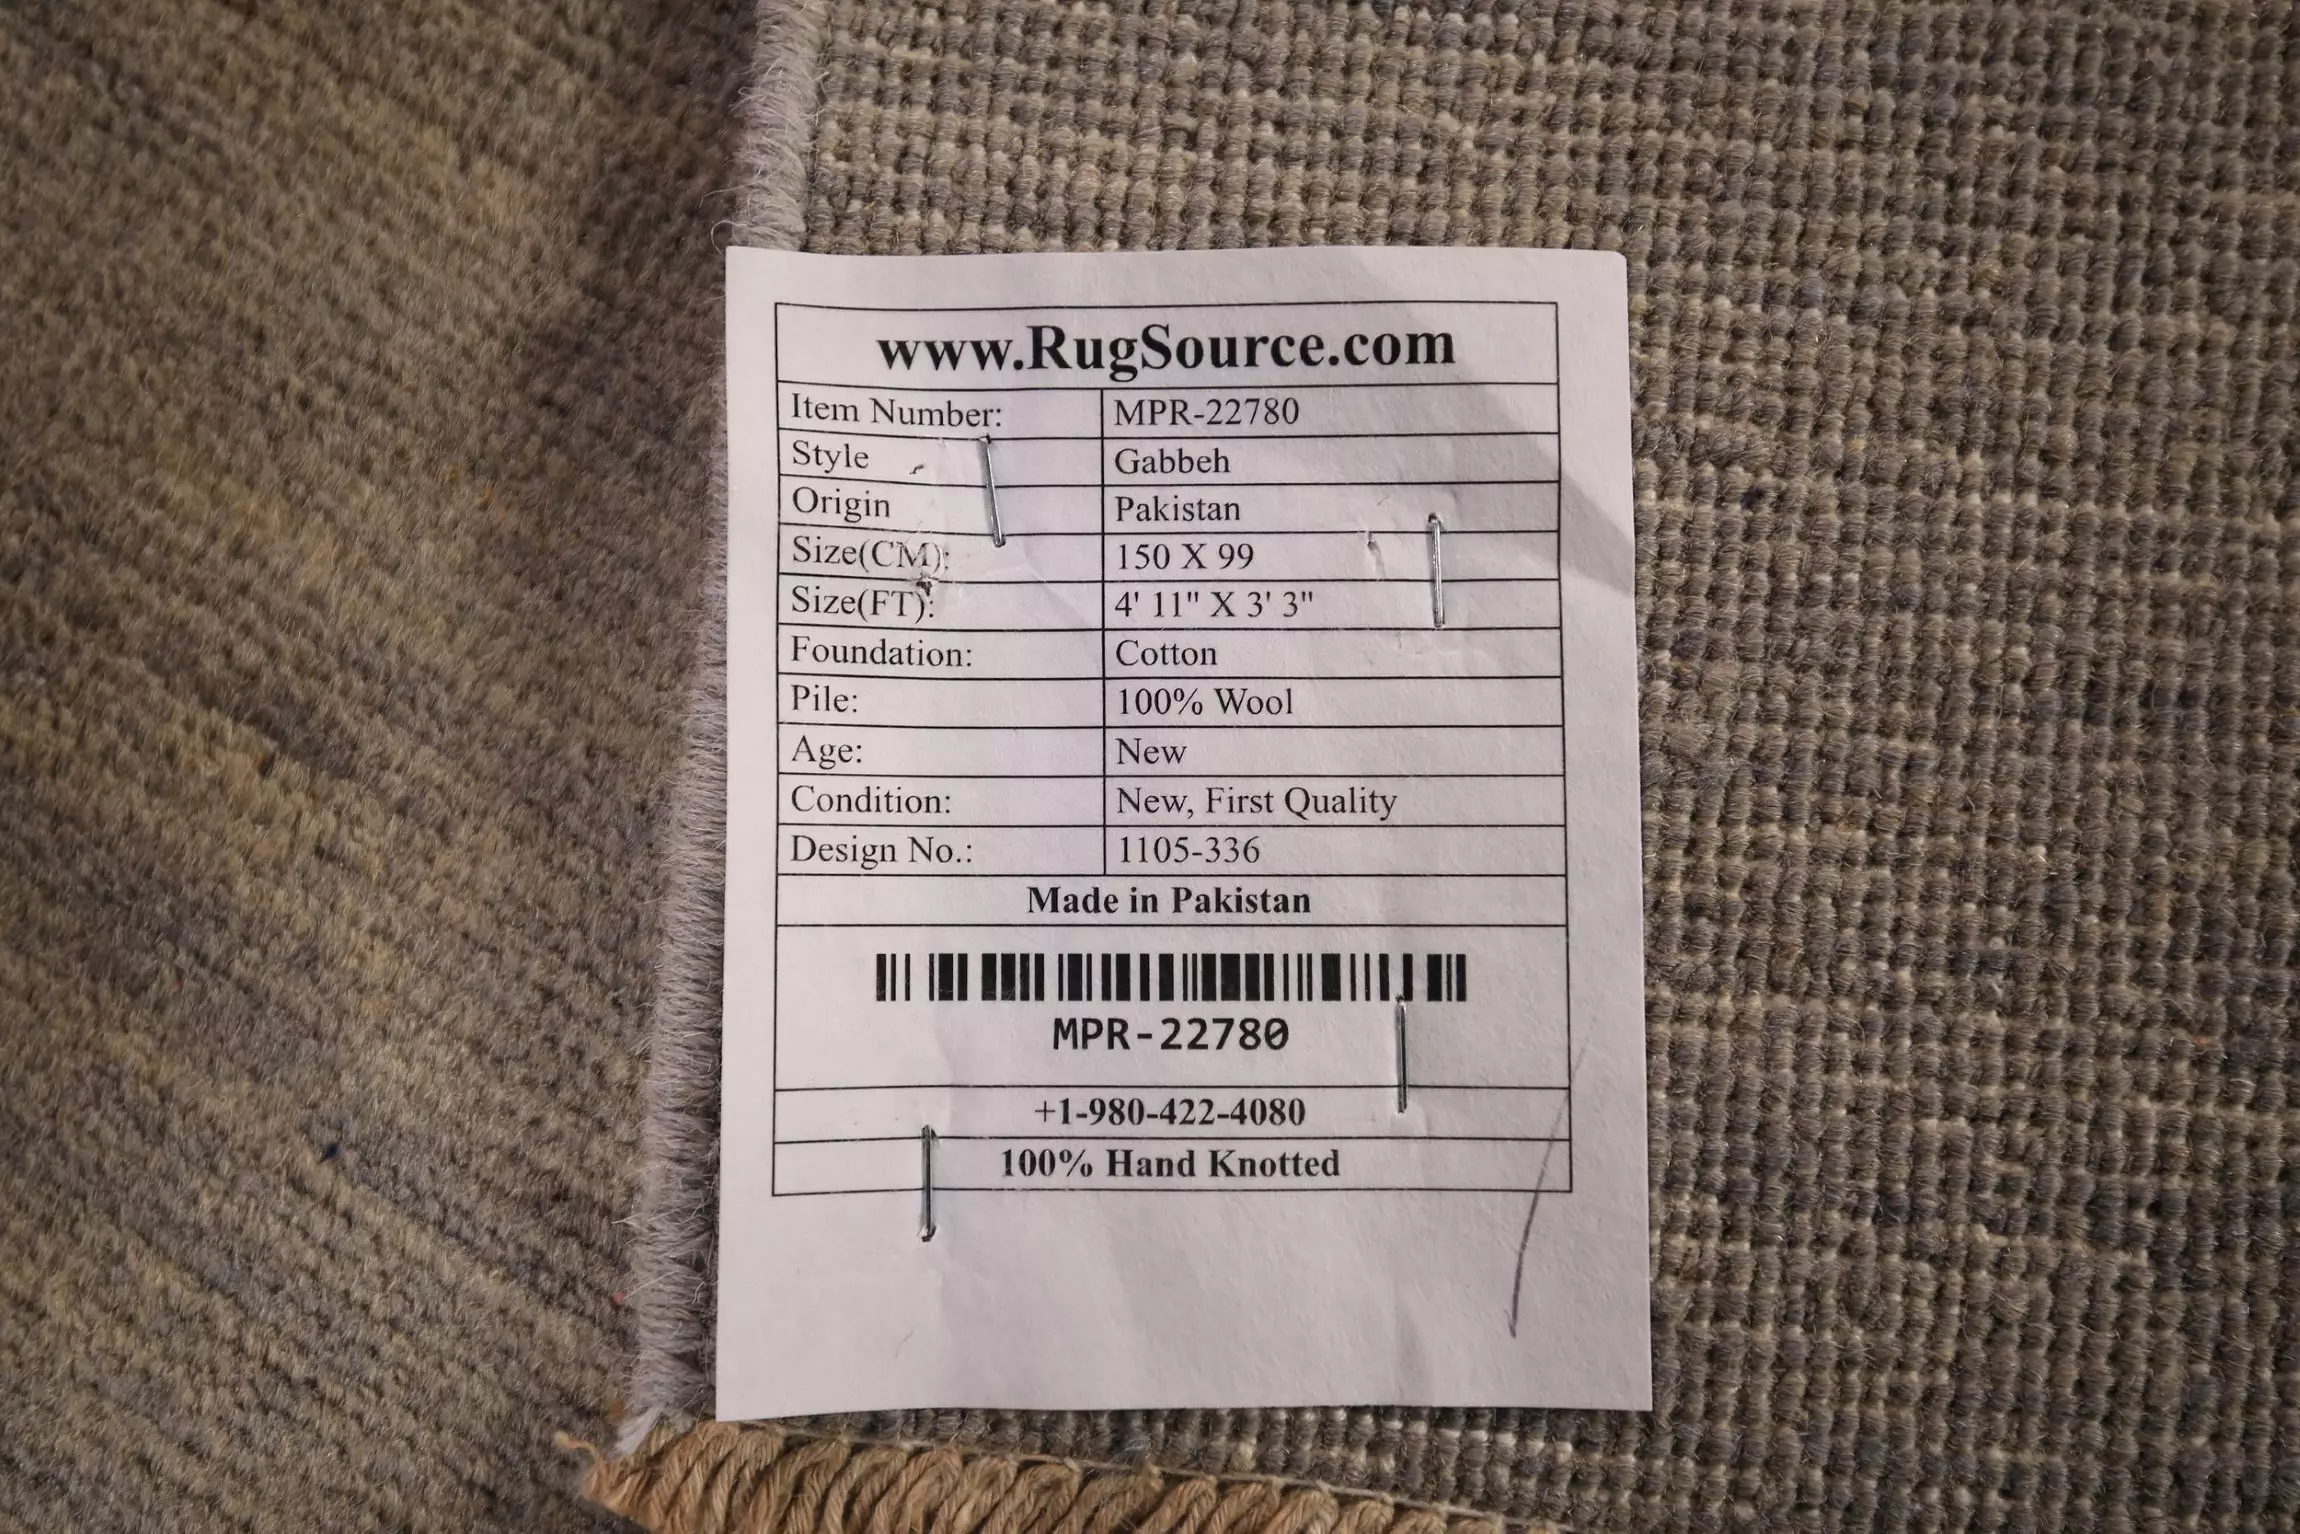 www.RugSource.com
Item Number: MPR-22780
Style Gabbeh
Origin Pakistan
Size(CM): 150 X 99
Size(FT): 4' 11" X 3' 3"
Foundation: Cotton
Pile: 100% Wool
Age: New
Condition: New, First Quality
Design No.: 1105-336
Made in Pakistan
MPR-22780
+1-980-422-4080
100% Hand Knotted